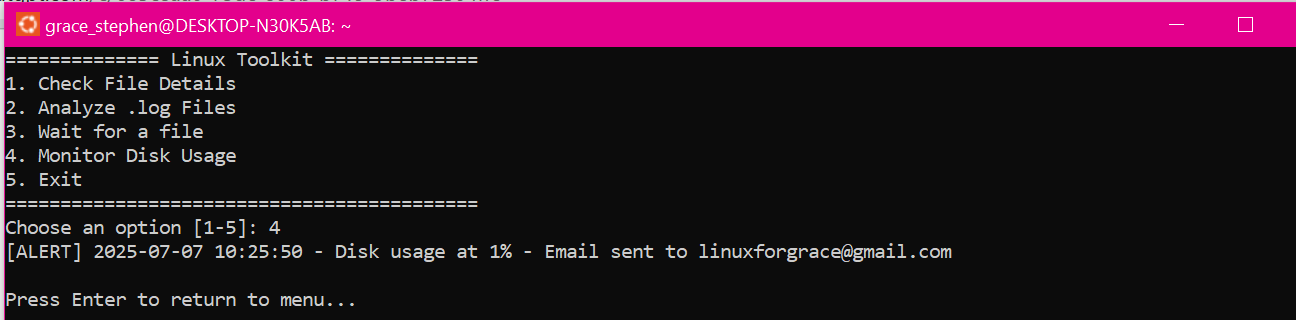 grace_stephen@DESKTOP-N30K5AB: ~
============== Linux Toolkit ==============
1. Check File Details
2. Analyze .log Files
3. Wait for a file
4. Monitor Disk Usage
5. Exit
===========================================
Choose an option [1-5]: 4
[ALERT] 2025-07-07 10:25:50 - Disk usage at 1% - Email sent to linuxforgrace@gmail.com
Press Enter to return to menu...